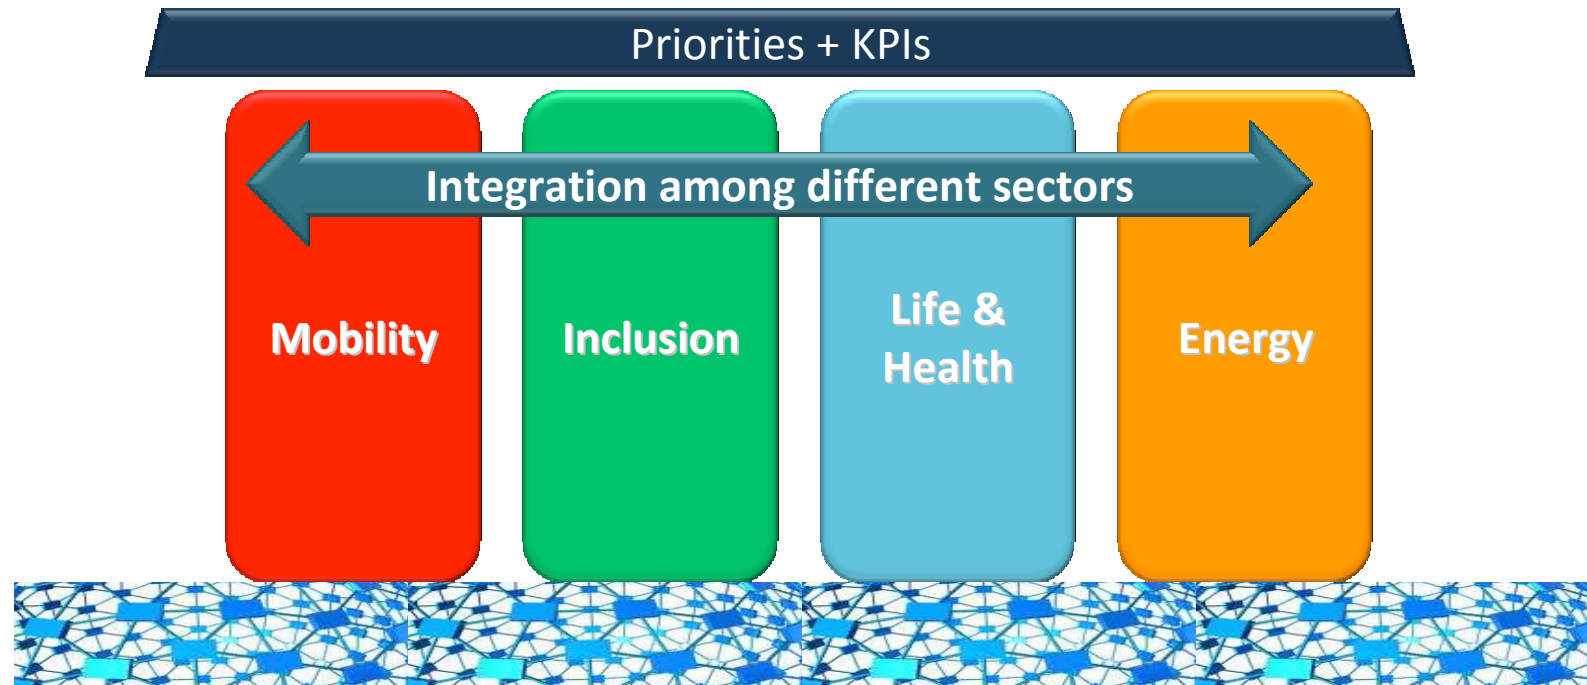 Priorities + KPIs
Integration among different sectors
Mobility
Inclusion
Life &
Health
Energy